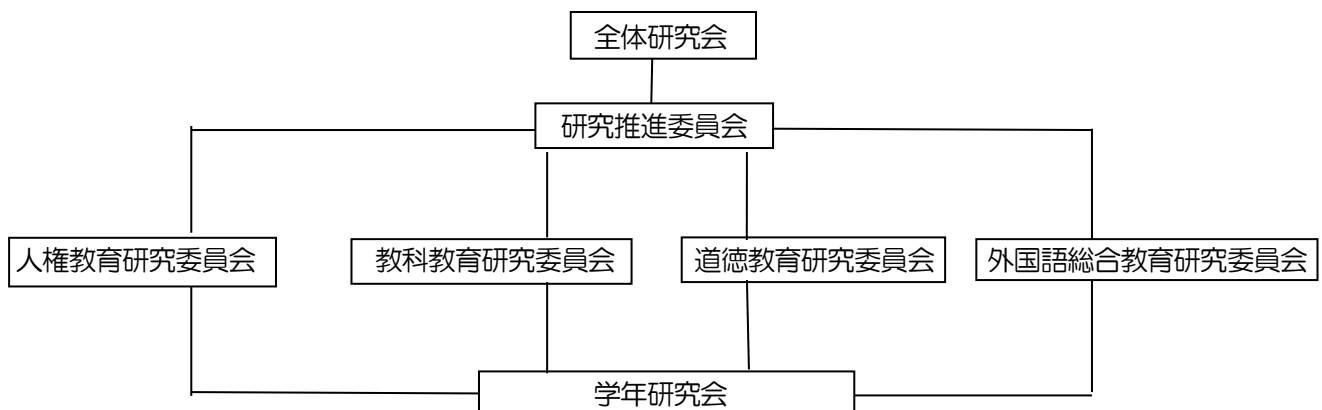 全体研究会
研究推進委員会
人権教育研究委員会
教科教育研究委員会
道徳教育研究委員会
外国語総合教育研究委員会
学年研究会